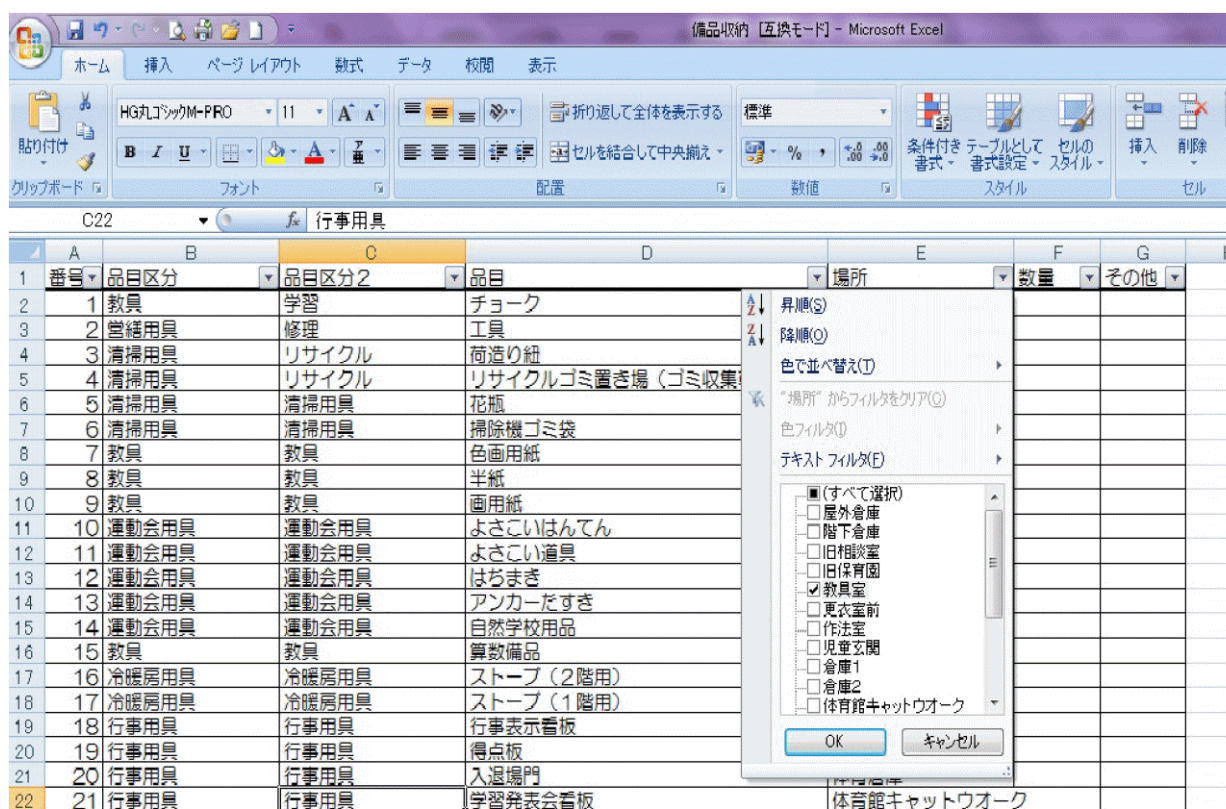 備品収納 [互換モード] - Microsoft Excel
ホーム 挿入 ページ レイアウト 数式 データ 校閲 表示
HG丸ゴシックM-PRO 11 折り返して全体を表示する 標準
貼り付け B I U セルを結合して中央揃え % , 条件付き書式 テーブルとして書式設定 セルのスタイル 挿入 削除
クリップボード フォント 配置 数値 スタイル セル
C22 fx 行事用具
A B C D E F G
1 番号 品目区分 品目区分2 品目 場所 数量 その他
2 1 教具 学習 チョーク
3 2 営繕用具 修理 工具
4 3 清掃用具 リサイクル 荷造り紐
5 4 清掃用具 リサイクル リサイクルゴミ置き場（ゴミ収集
6 5 清掃用具 清掃用具 花瓶
7 6 清掃用具 清掃用具 掃除機ゴミ袋
8 7 教具 教具 色画用紙
9 8 教具 教具 半紙
10 9 教具 教具 画用紙
11 10 運動会用具 運動会用具 よさこいはんてん
12 11 運動会用具 運動会用具 よさこい道具
13 12 運動会用具 運動会用具 はちまき
14 13 運動会用具 運動会用具 アンカーだすき
15 14 運動会用具 運動会用具 自然学校用品
16 15 教具 教具 算数備品
17 16 冷暖房用具 冷暖房用具 ストーブ（２階用）
18 17 冷暖房用具 冷暖房用具 ストーブ（１階用）
19 18 行事用具 行事用具 行事表示看板
20 19 行事用具 行事用具 得点板
21 20 行事用具 行事用具 入退場門
22 21 行事用具 行事用具 学習発表会看板 体育館キャットウオーク
昇順(S)
降順(O)
色で並べ替え(T)
"場所" からフィルタをクリア(C)
色フィルタ(I)
テキスト フィルタ(F)
(すべて選択)
屋外倉庫
階下倉庫
旧相談室
旧保育園
教具室
更衣室前
作法室
児童玄関
倉庫1
倉庫2
体育館キャットウオーク
OK キャンセル